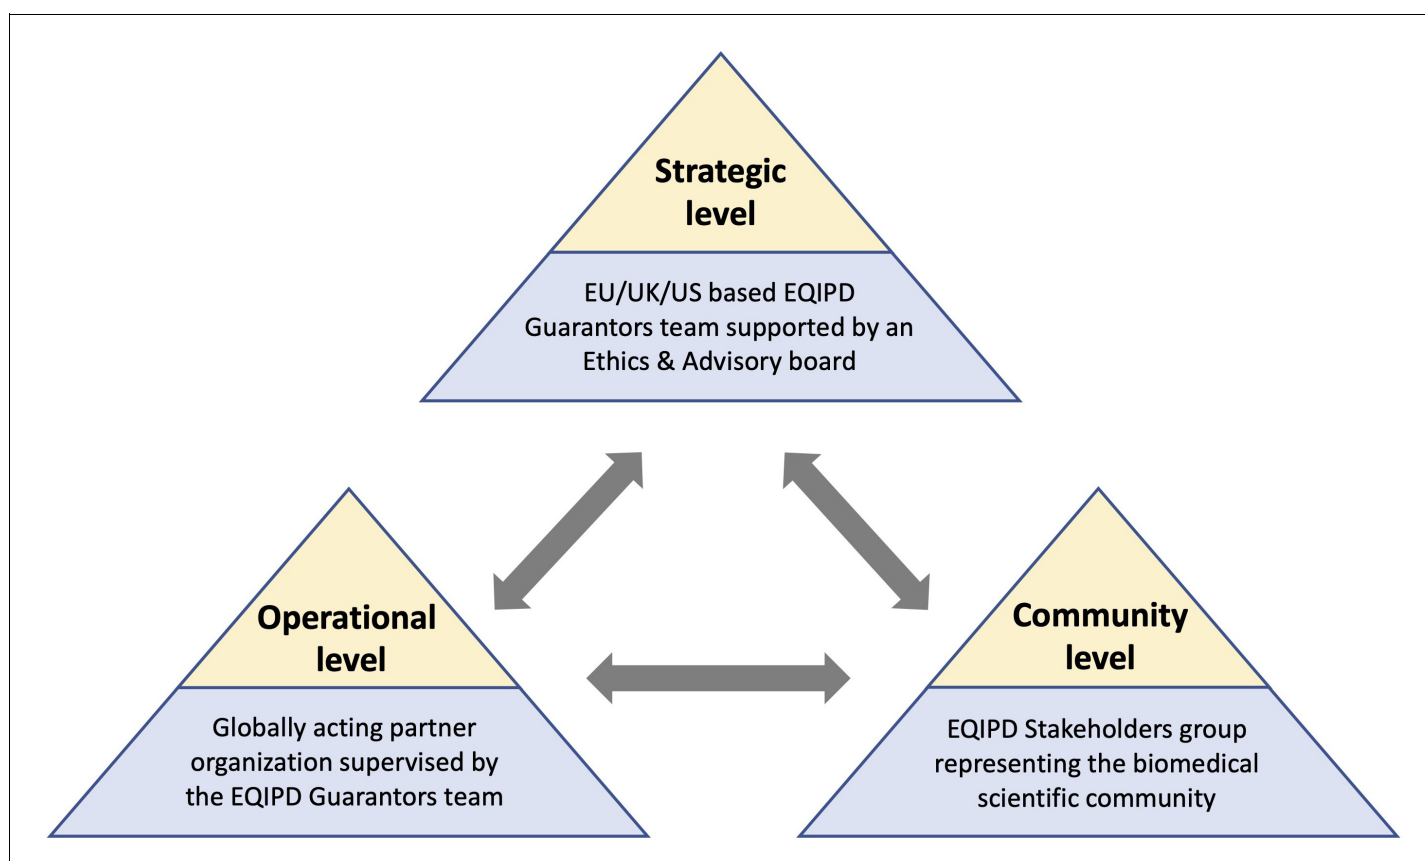 Strategic
level
EU/UK/US based EQIPD
Guarantors team supported by an
Ethics & Advisory board
Operational
level
Globally acting partner
organization supervised by
the EQIPD Guarantors team
Community
level
EQIPD Stakeholders group
representing the biomedical
scientific community